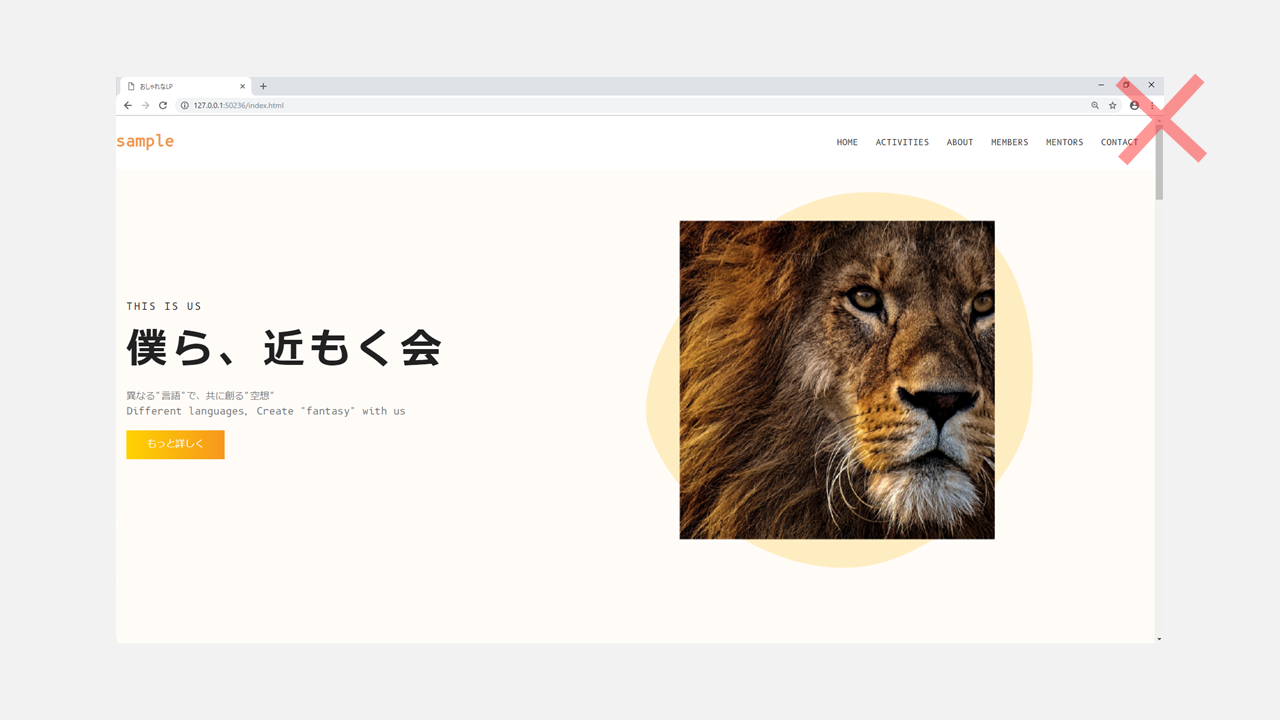 おしゃれなLP
127.0.0.1:50236/index.html
sample
HOME ACTIVITIES ABOUT MEMBERS MENTORS CONTACT
THIS IS US
僕ら、近もく会
異なる"言語"で、共に創る"空想"
Different languages, Create "fantasy" with us
もっと詳しく